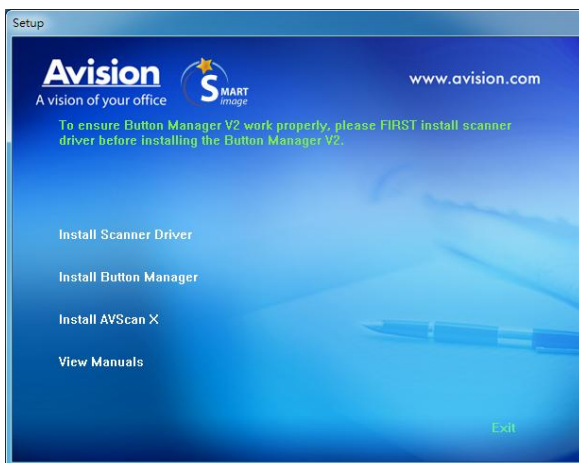 Setup
Avision
A vision of your office
SMART
image
www.avision.com
To ensure Button Manager V2 work properly, please FIRST install scanner
driver before installing the Button Manager V2.
Install Scanner Driver
Install Button Manager
Install AVScan X
View Manuals
Exit